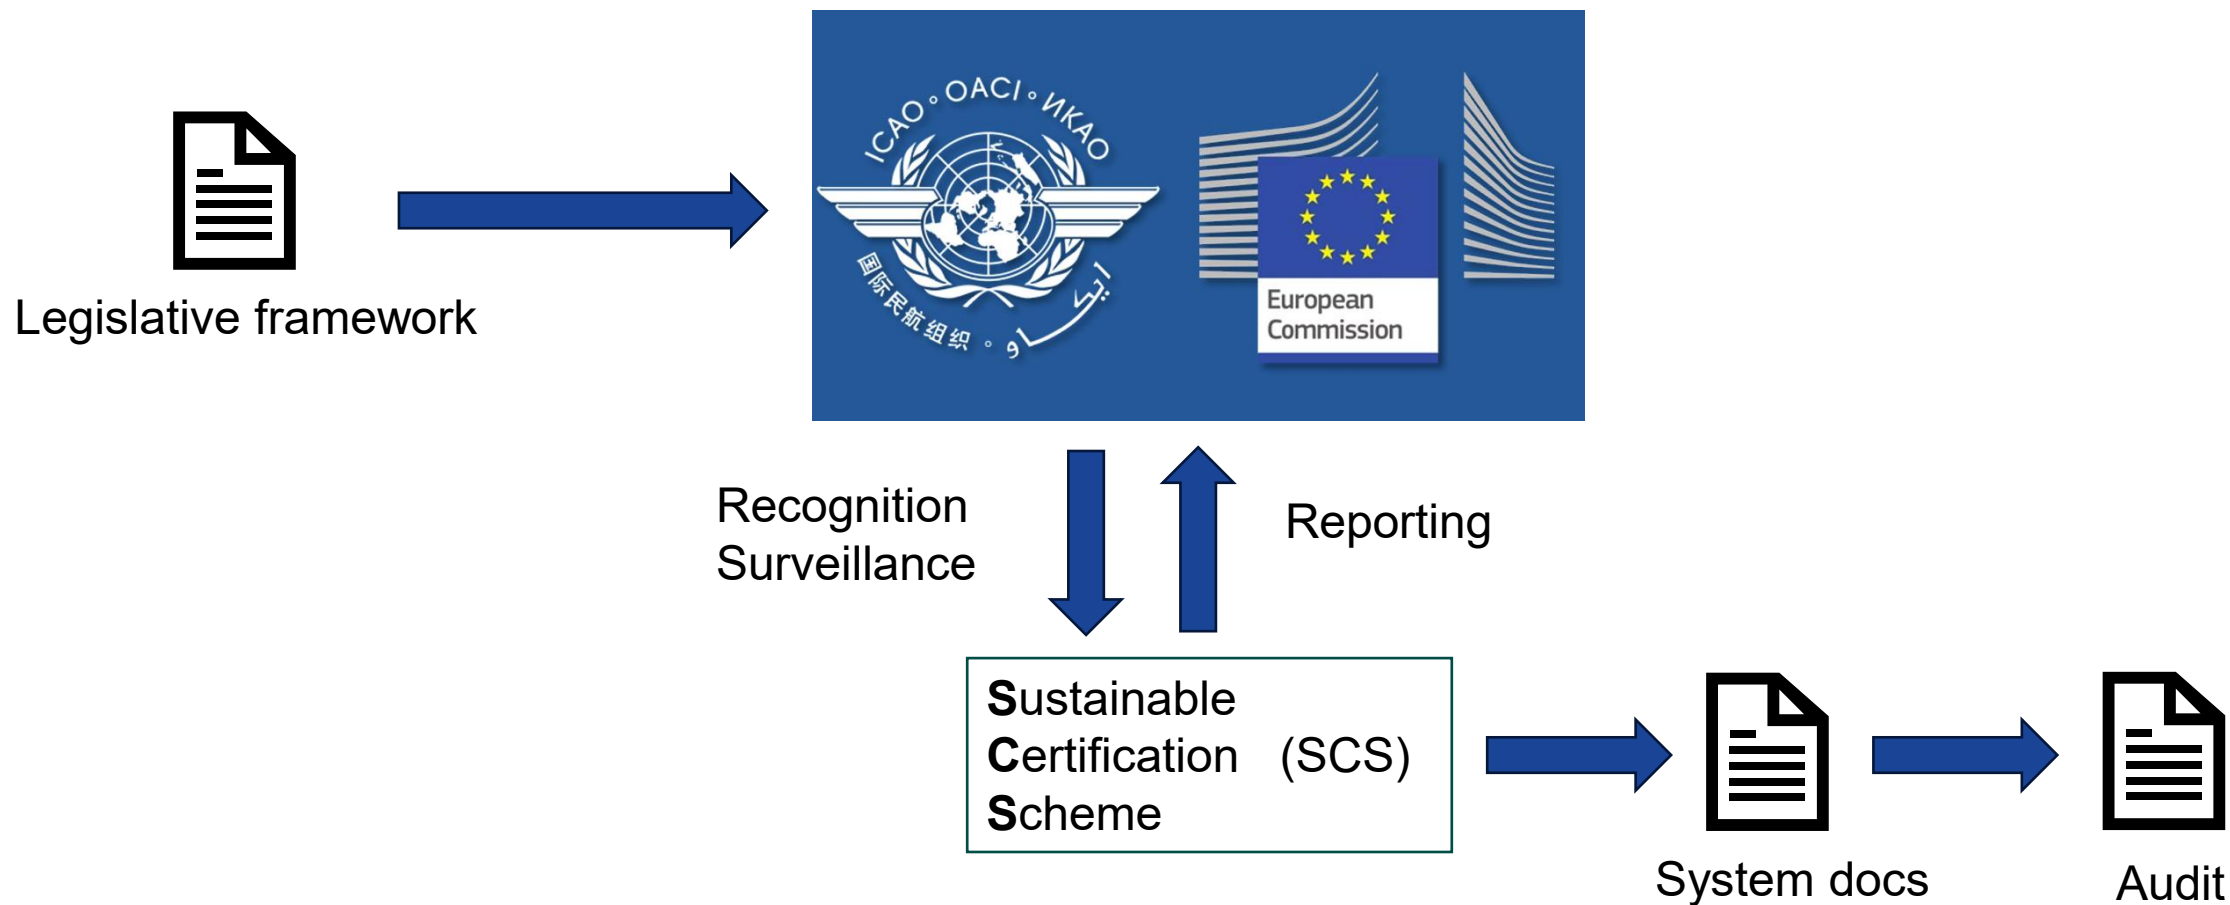 ICAO ◦ OACI ◦ ИКАО
国际民航组织 ◦ ايكاو
European
Commission
Legislative framework
Recognition
Surveillance
Reporting
Sustainable
Certification (SCS)
Scheme
System docs
Audit